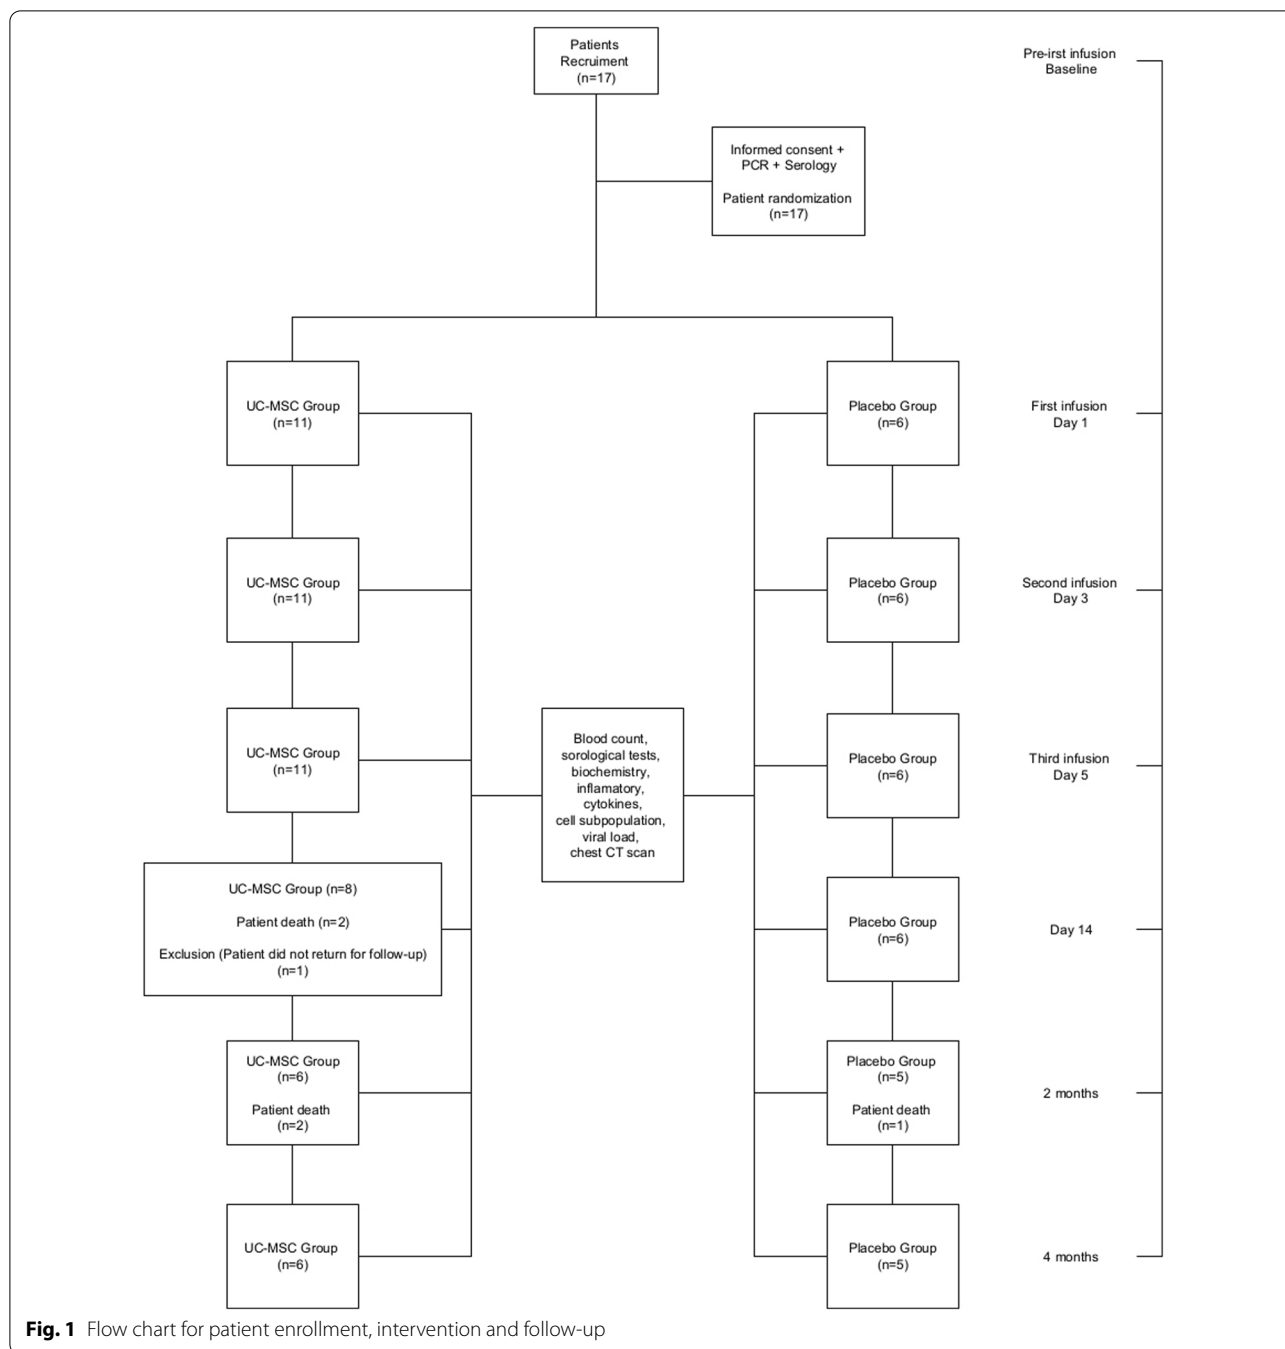 Patients
Recruiment
(n=17)
Pre-irst infusion
Baseline
Informed consent +
PCR + Serology
Patient randomization
(n=17)
UC-MSC Group
(n=11)
Placebo Group
(n=6)
First infusion
Day 1
UC-MSC Group
(n=11)
Placebo Group
(n=6)
Second infusion
Day 3
UC-MSC Group
(n=11)
Blood count,
sorological tests,
biochemistry,
inflamatory,
cytokines,
cell subpopulation,
viral load,
chest CT scan
Placebo Group
(n=6)
Third infusion
Day 5
UC-MSC Group (n=8)
Patient death (n=2)
Exclusion (Patient did not return for follow-up)
(n=1)
Placebo Group
(n=6)
Day 14
UC-MSC Group
(n=6)
Patient death
(n=2)
Placebo Group
(n=5)
Patient death
(n=1)
2 months
UC-MSC Group
(n=6)
Placebo Group
(n=5)
4 months
Fig. 1 Flow chart for patient enrollment, intervention and follow-up